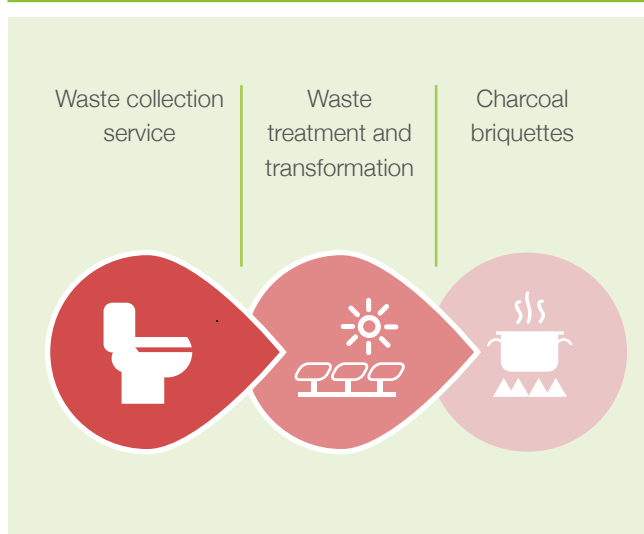 Waste collection
service
Waste
treatment and
transformation
Charcoal
briquettes